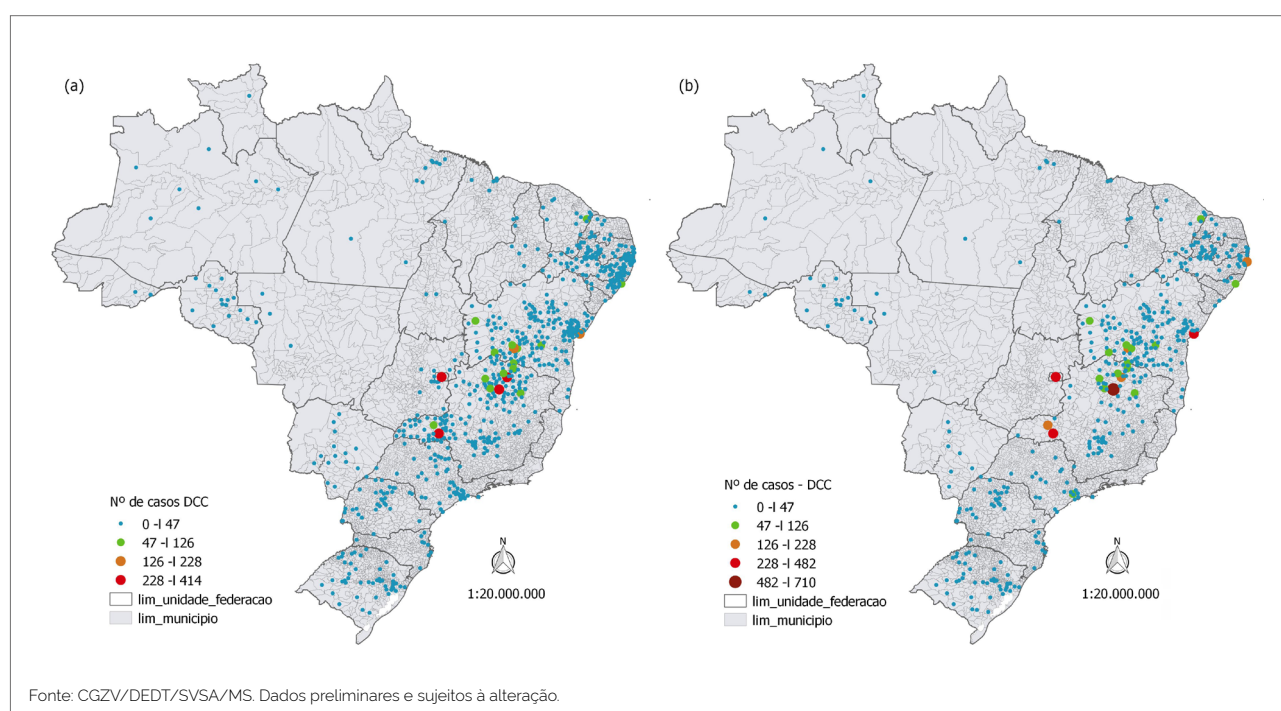 (a)
Nº de casos DCC
0 -l 47
47 -l 126
126 -l 228
228 -l 414
lim_unidade_federacao
lim_municipio
N
1:20.000.000
(b)
Nº de casos - DCC
0 -l 47
47 -l 126
126 -l 228
228 -l 482
482 -l 710
lim_unidade_federacao
lim_municipio
N
1:20.000.000
Fonte: CGZV/DEDT/SVSA/MS. Dados preliminares e sujeitos à alteração.